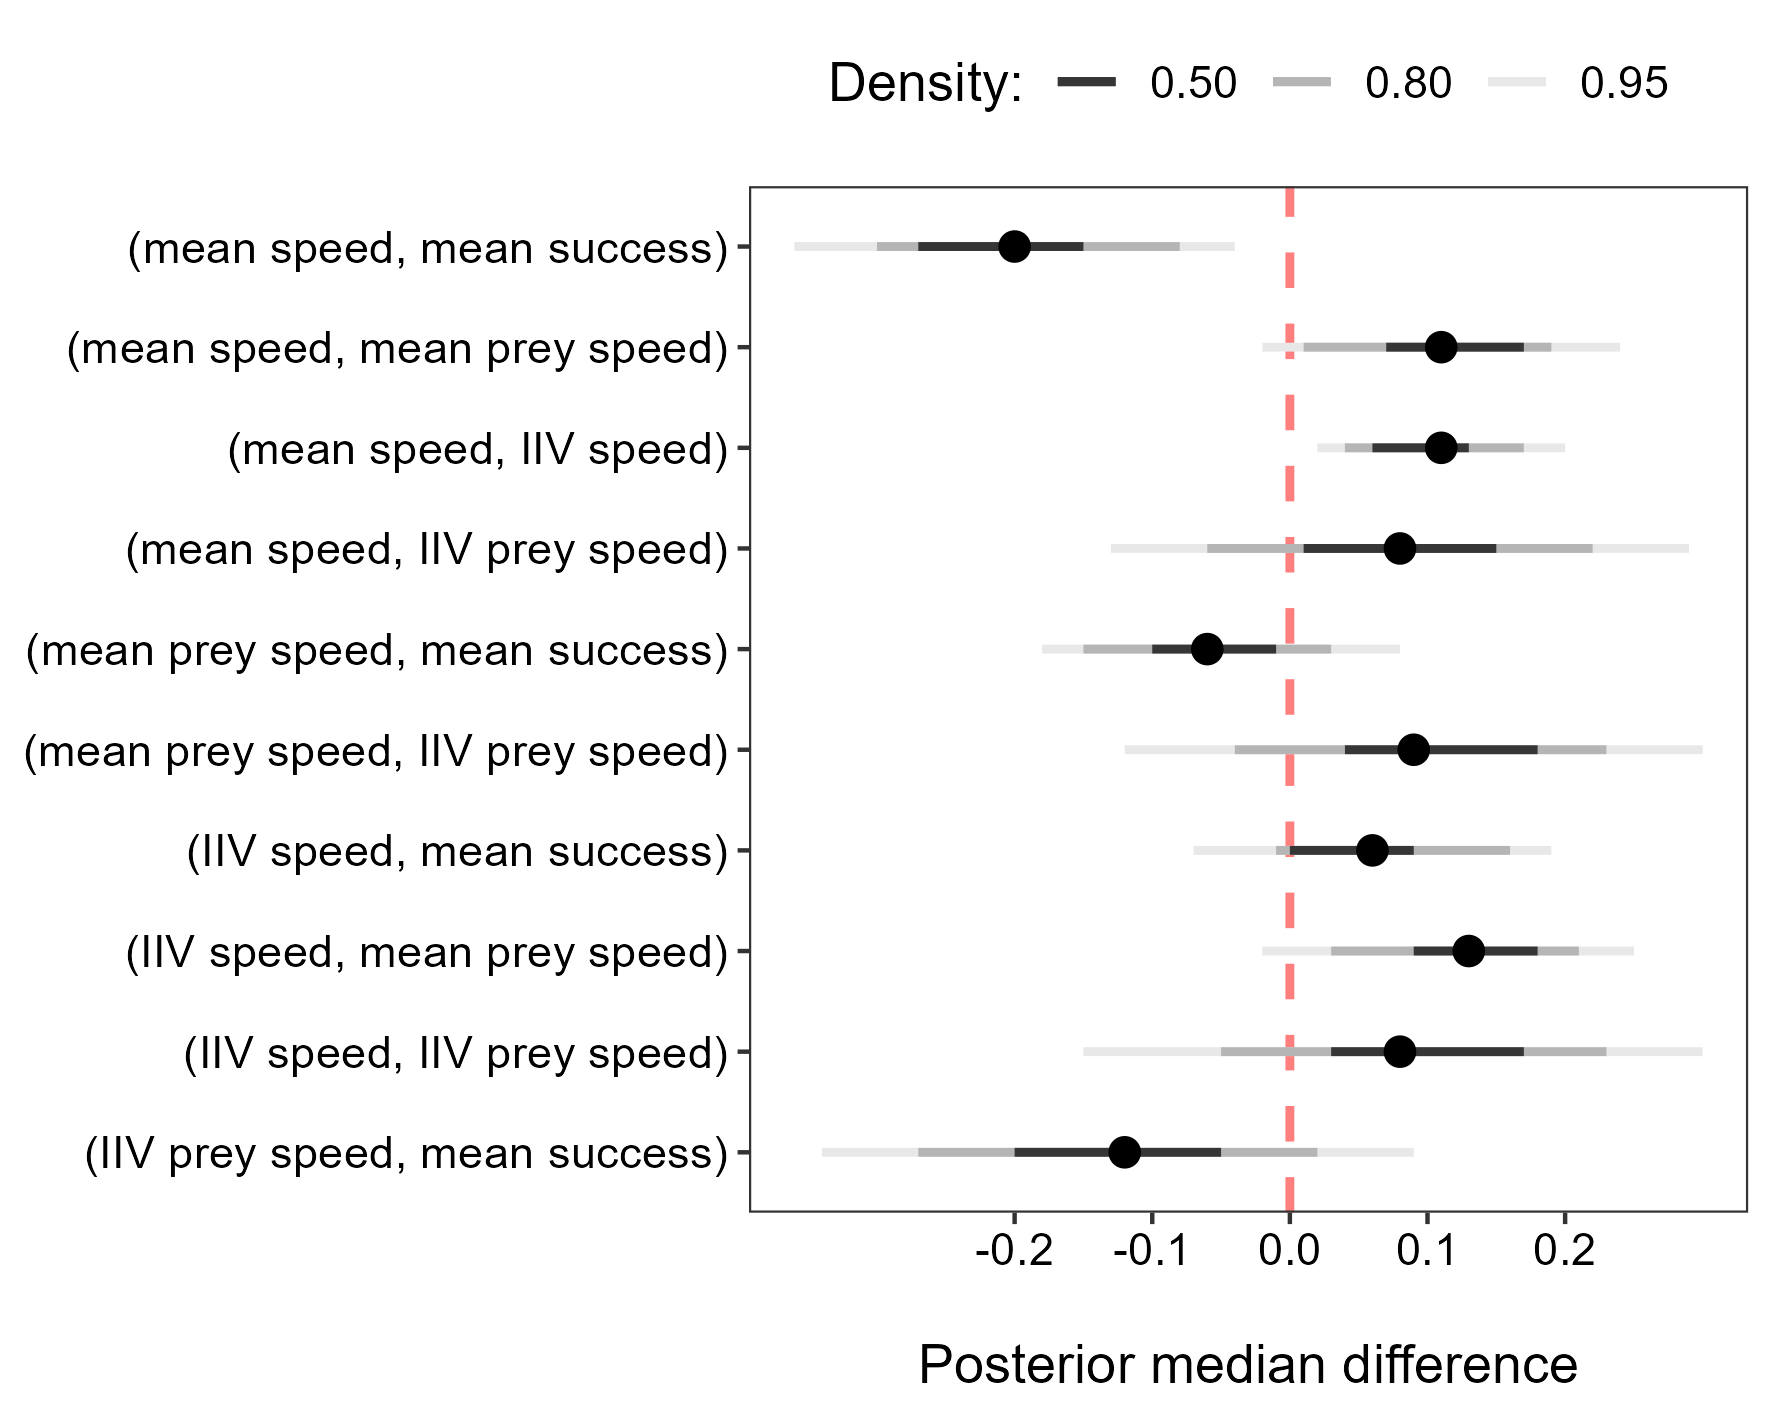 Density: 0.50 0.80 0.95
(mean speed, mean success)
(mean speed, mean prey speed)
(mean speed, IIV speed)
(mean speed, IIV prey speed)
(mean prey speed, mean success)
(mean prey speed, IIV prey speed)
(IIV speed, mean success)
(IIV speed, mean prey speed)
(IIV speed, IIV prey speed)
(IIV prey speed, mean success)
-0.2 -0.1 0.0 0.1 0.2
Posterior median difference